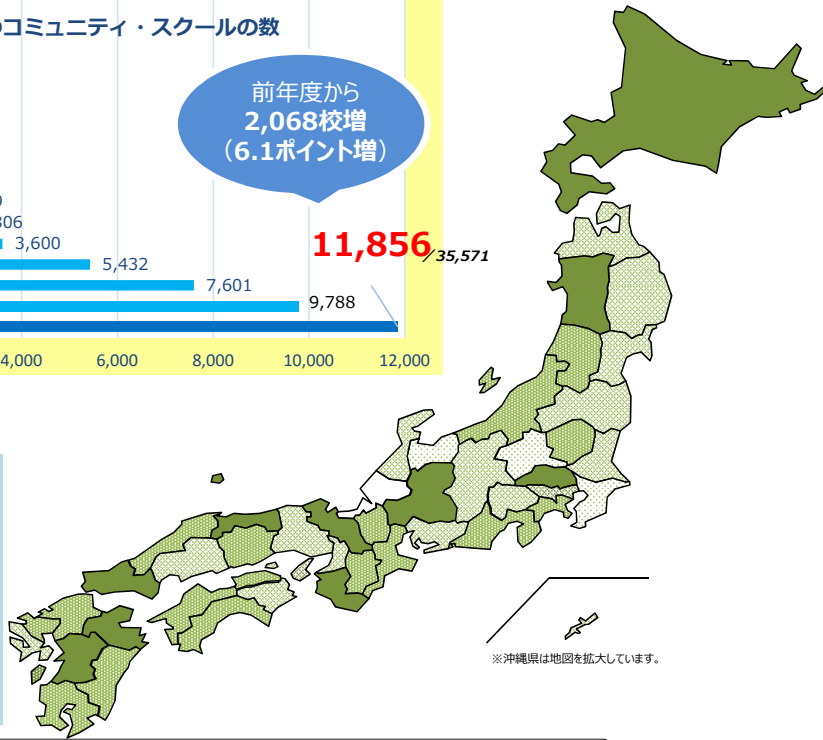 コミュニティ・スクールの数
前年度から
2,068校増
（6.1ポイント増）
3,600
11,856／35,571
5,432
7,601
9,788
4,000 6,000 8,000 10,000 12,000
※沖縄県は地図を拡大しています。